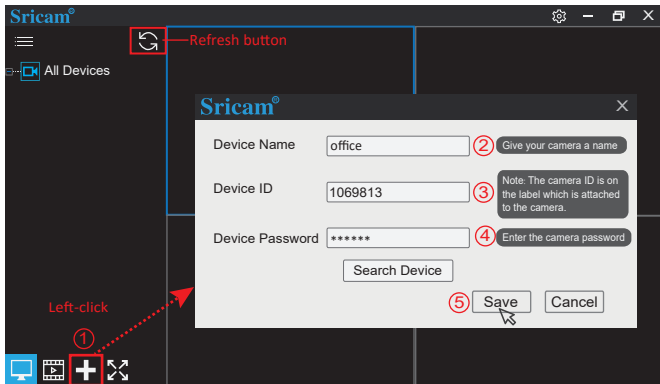 Sricam®
Refresh button
All Devices
Sricam®
Device Name
office
② Give your camera a name
Device ID
1069813
③ Note: The camera ID is on
the label which is attached
to the camera.
Device Password
******
④ Enter the camera password
Search Device
⑤ Save
Cancel
Left-click
①